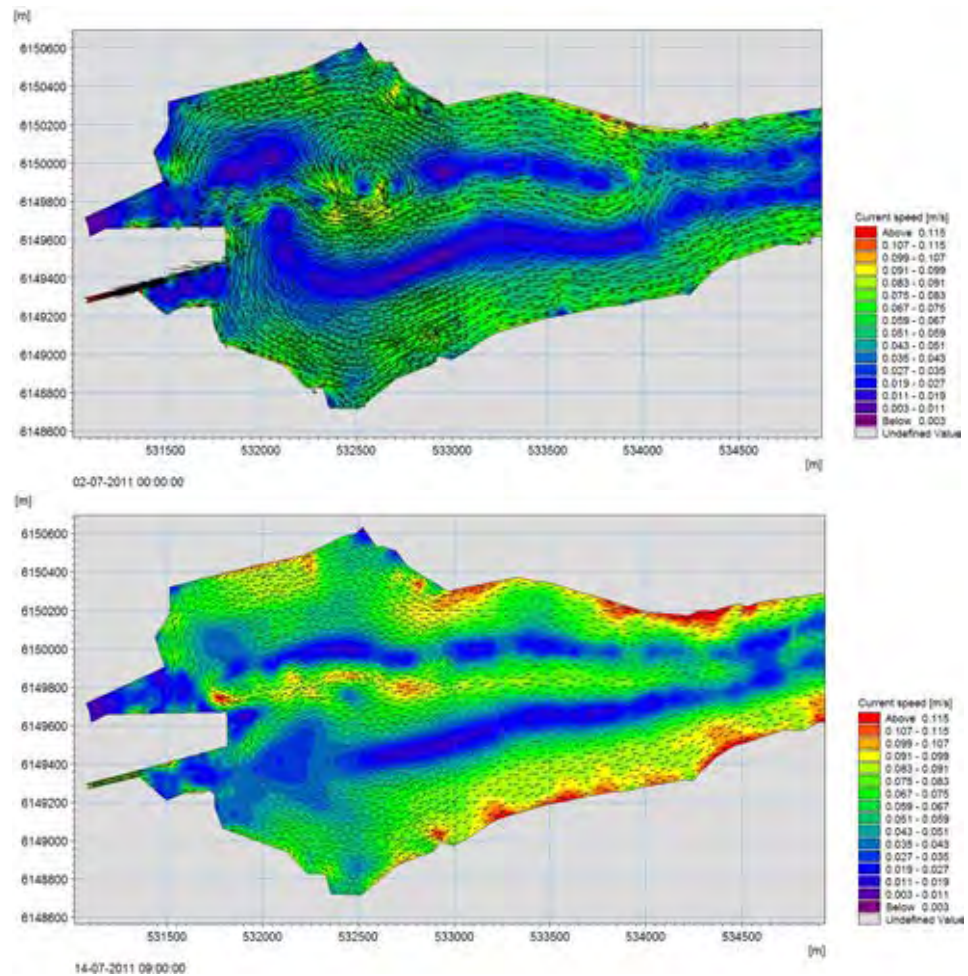 [m]
6150600
6150400
6150200
6150000
6149800
6149600
6149400
6149200
6149000
6148800
6148600
531500 532000 532500 533000 533500 534000 534500
[m]
02-07-2011 00:00:00
Current speed [m/s]
Above 0.115
0.107 - 0.115
0.099 - 0.107
0.091 - 0.099
0.083 - 0.091
0.075 - 0.083
0.067 - 0.075
0.059 - 0.067
0.051 - 0.059
0.043 - 0.051
0.035 - 0.043
0.027 - 0.035
0.019 - 0.027
0.011 - 0.019
0.003 - 0.011
Below 0.003
Undefined Value
[m]
6150600
6150400
6150200
6150000
6149800
6149600
6149400
6149200
6149000
6148800
6148600
531500 532000 532500 533000 533500 534000 534500
[m]
14-07-2011 09:00:00
Current speed [m/s]
Above 0.115
0.107 - 0.115
0.099 - 0.107
0.091 - 0.099
0.083 - 0.091
0.075 - 0.083
0.067 - 0.075
0.059 - 0.067
0.051 - 0.059
0.043 - 0.051
0.035 - 0.043
0.027 - 0.035
0.019 - 0.027
0.011 - 0.019
0.003 - 0.011
Below 0.003
Undefined Value